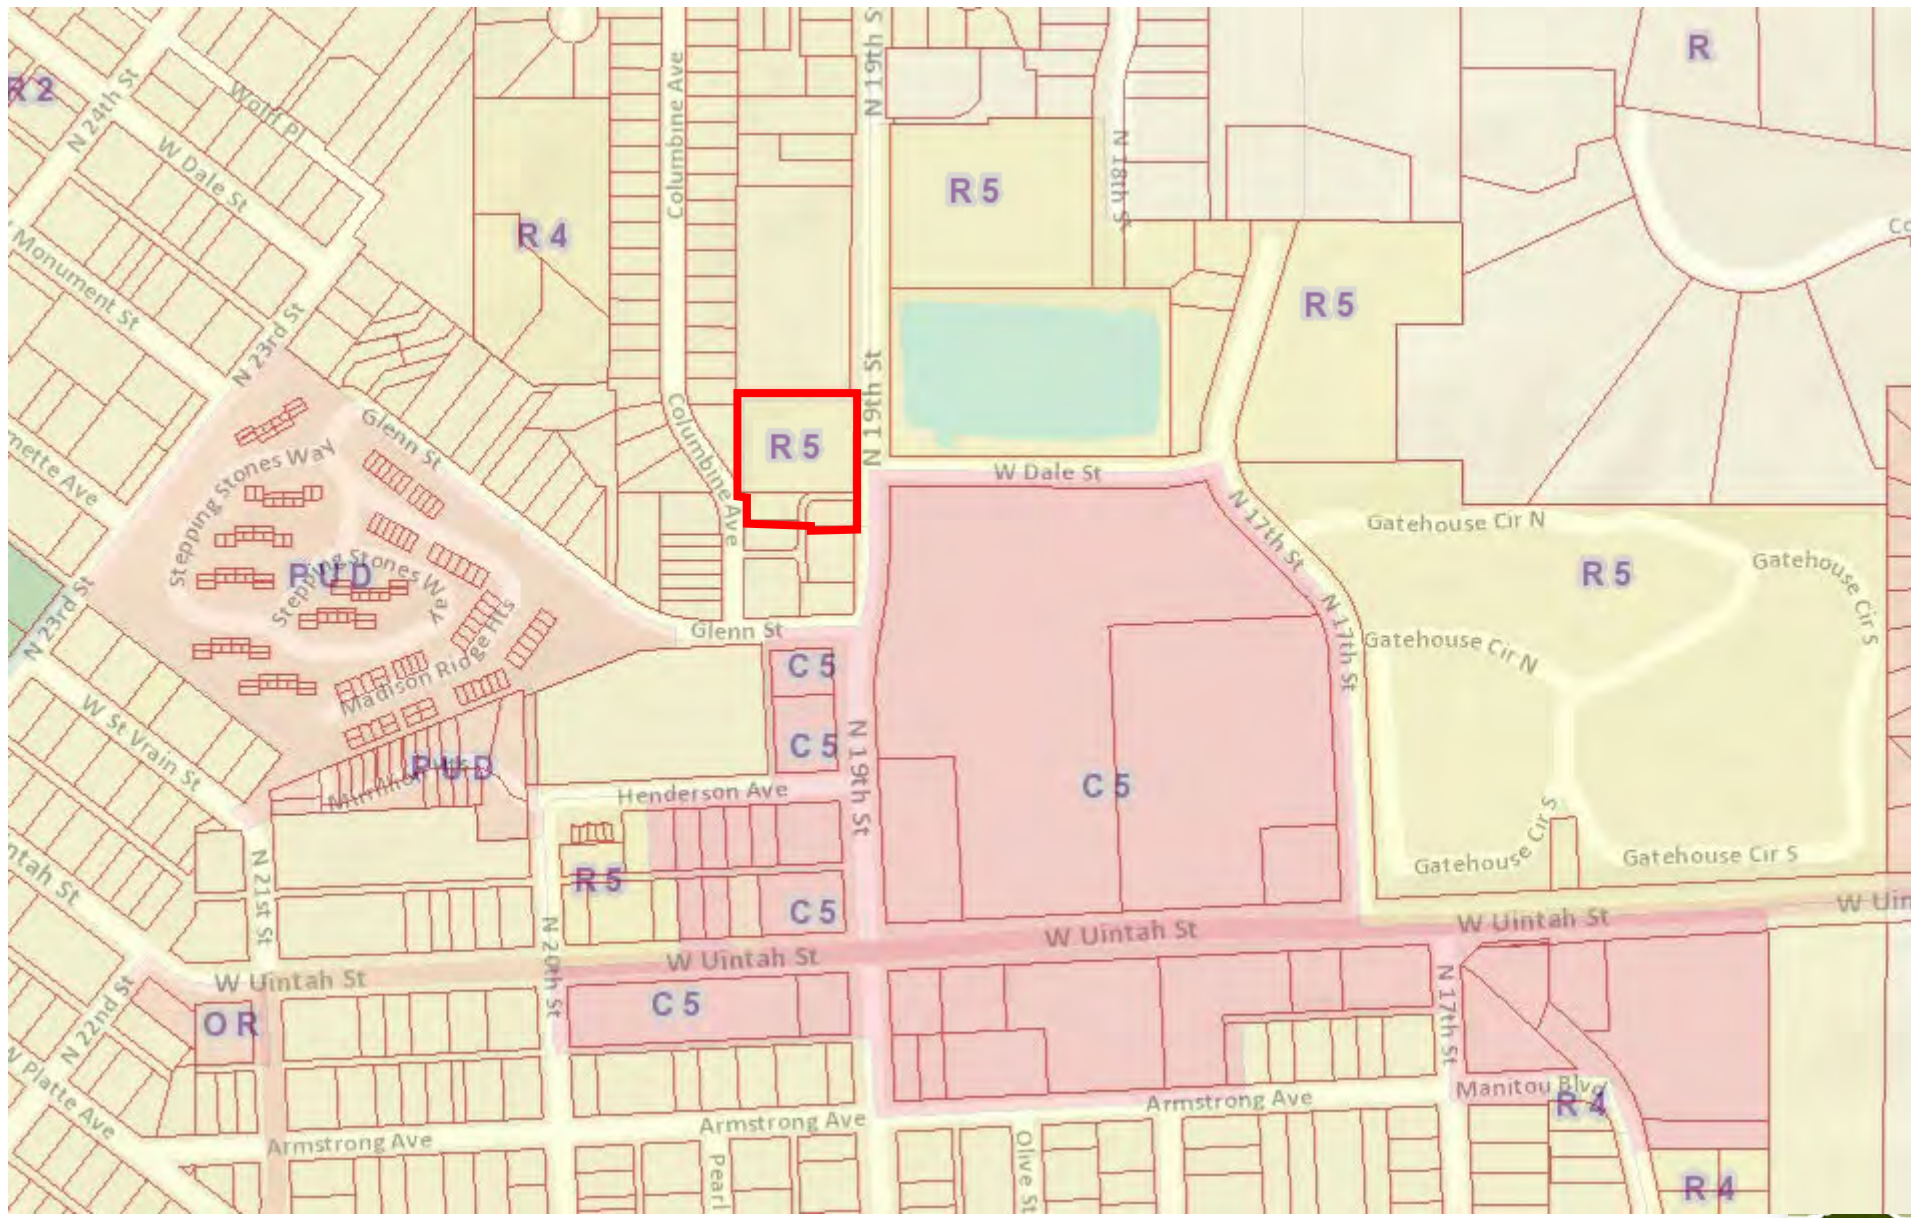 R
R 2
N 24th St
Wolff Pl
W Dale St
Columbine Ave
N 19th S
N 18th S
R 5
R 4
Co
Monument St
N 23rd St
R 5
N 19th St
Columbine Ave
Glenn St
R 5
W Dale St
Stepping Stones Way
N 17th St
Gatehouse Cir N
Gatehouse Cir S
R 5
P U D
Stepping Stones Way
N 23rd St
Madison Ridge Hts
Glenn St
N 17th St
Gatehouse Cir N
C 5
C 5
W St Vrain St
P U D
Henderson Ave
N 19th St
C 5
Gatehouse Cir S
Gatehouse Cir S
ntah St
N 21st St
R 5
C 5
N 20th St
W Uintah St
W Uintah St
W Uintah St
W Uintah St
W Uin
N 22nd St
O R
C 5
N 17th St
N Platte Ave
Manitou Blvd
R 4
Armstrong Ave
Armstrong Ave
Armstrong Ave
Pearl
Olive St
R 4